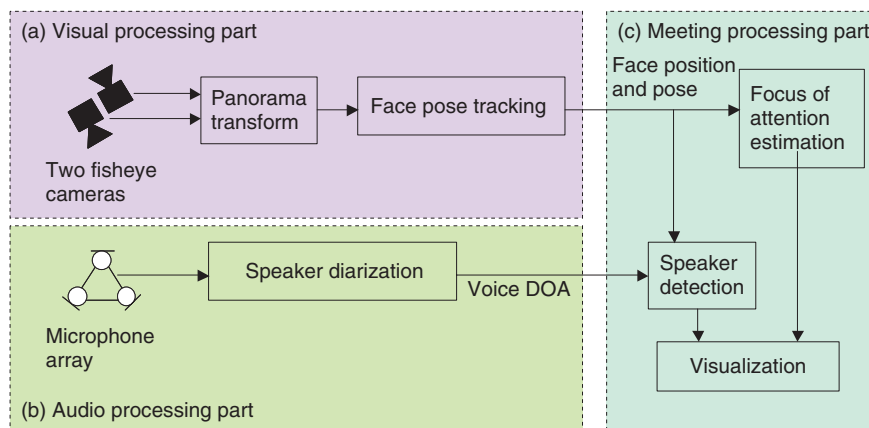 (a) Visual processing part
Two fisheye
cameras
Panorama
transform
Face pose tracking
(b) Audio processing part
Microphone
array
Speaker diarization
Voice DOA
(c) Meeting processing part
Face position
and pose
Focus of
attention
estimation
Speaker
detection
Visualization